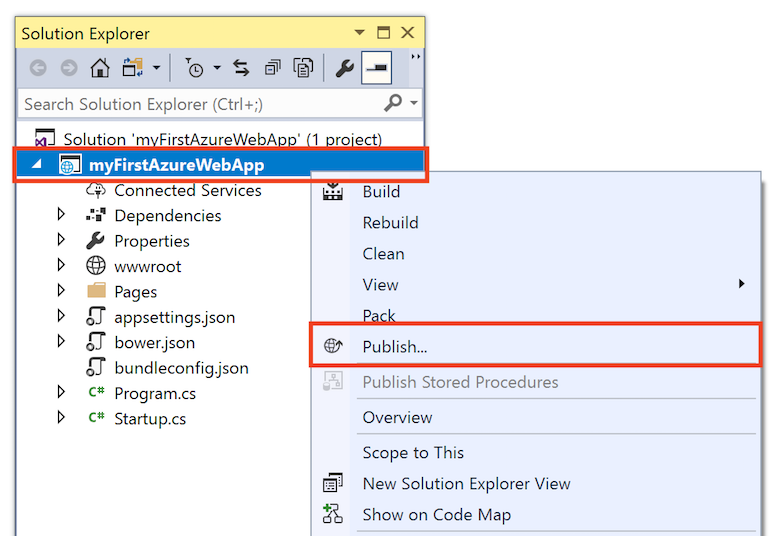 Solution Explorer
Search Solution Explorer (Ctrl+;)
Solution 'myFirstAzureWebApp' (1 project)
myFirstAzureWebApp
Connected Services
Dependencies
Properties
wwwroot
Pages
appsettings.json
bower.json
bundleconfig.json
C# Program.cs
C# Startup.cs
Build
Rebuild
Clean
View
Pack
Publish...
Publish Stored Procedures
Overview
Scope to This
New Solution Explorer View
Show on Code Map